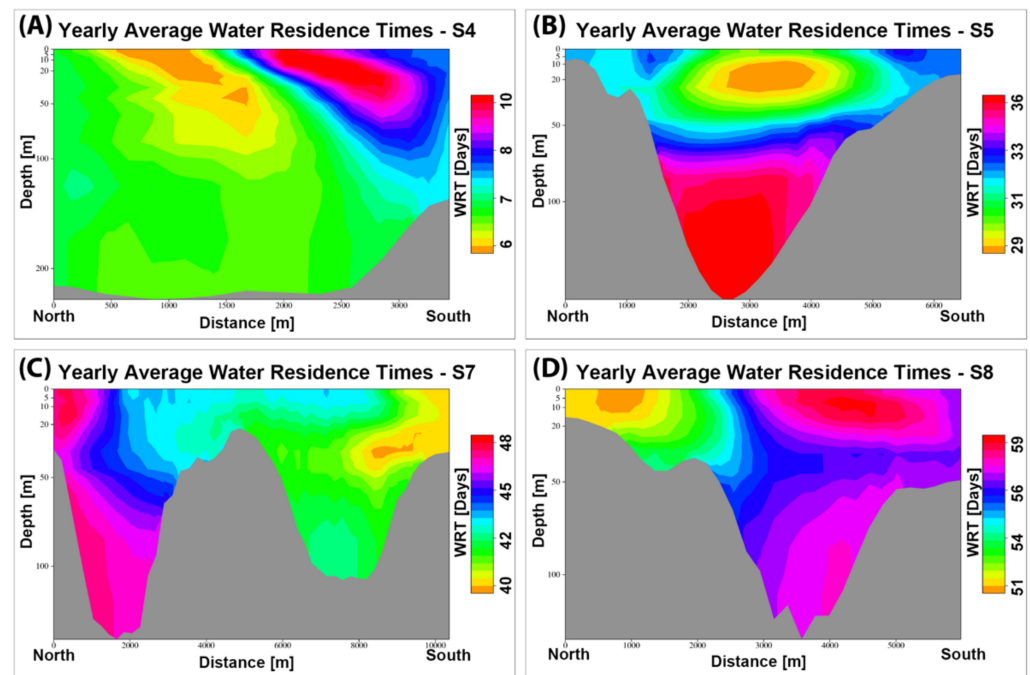 (A) Yearly Average Water Residence Times - S4
0
5
10
20
50
100
200
Depth [m]
0 500 1000 1500 2000 2500 3000
North Distance [m] South
10
8
7
6
WRT [Days]
(B) Yearly Average Water Residence Times - S5
0
5
10
20
50
100
Depth [m]
0 1000 2000 3000 4000 5000 6000
North Distance [m] South
36
33
31
29
WRT [Days]
(C) Yearly Average Water Residence Times - S7
0
5
10
20
50
100
Depth [m]
0 2000 4000 6000 8000 10000
North Distance [m] South
48
45
42
40
WRT [Days]
(D) Yearly Average Water Residence Times - S8
0
5
10
20
50
100
Depth [m]
0 1000 2000 3000 4000 5000
North Distance [m] South
59
56
54
51
WRT [Days]